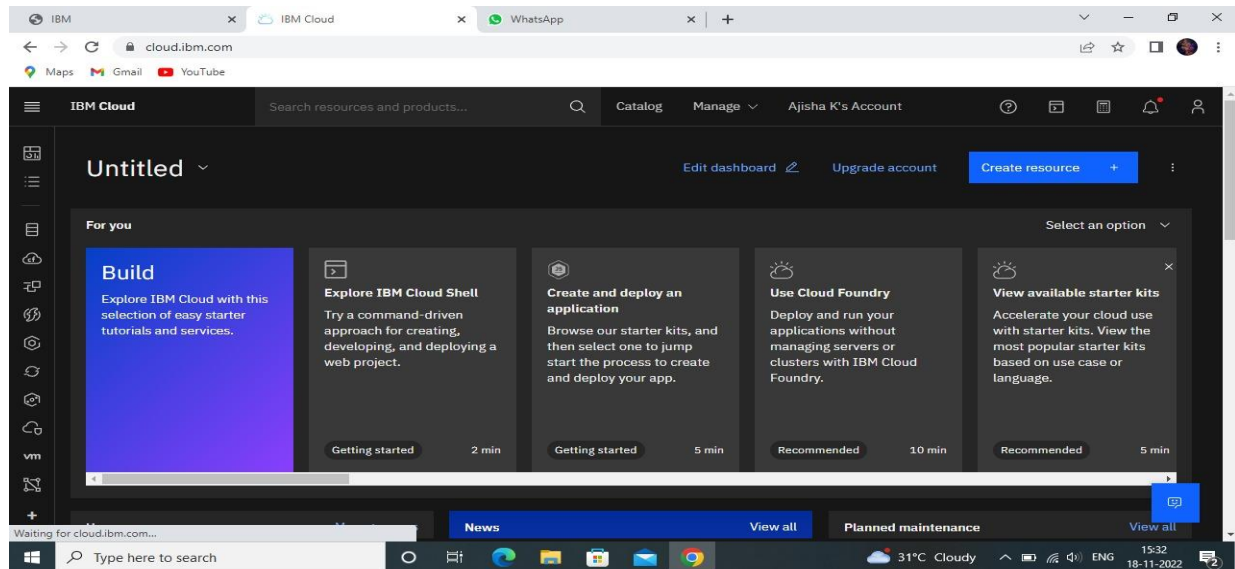 IBM
IBM Cloud
WhatsApp
cloud.ibm.com
Maps Gmail YouTube
IBM Cloud Search resources and products... Catalog Manage Ajisha K's Account
Untitled Edit dashboard Upgrade account Create resource +
For you Select an option
Build
Explore IBM Cloud with this
selection of easy starter
tutorials and services.
Explore IBM Cloud Shell
Try a command-driven
approach for creating,
developing, and deploying a
web project.
Getting started 2 min
Create and deploy an
application
Browse our starter kits, and
then select one to jump
start the process to create
and deploy your app.
Getting started 5 min
Use Cloud Foundry
Deploy and run your
applications without
managing servers or
clusters with IBM Cloud
Foundry.
Recommended 10 min
View available starter kits
Accelerate your cloud use
with starter kits. View the
most popular starter kits
based on use case or
language.
Recommended 5 min
vm
News View all
Planned maintenance View all
Waiting for cloud.ibm.com...
Type here to search
31°C Cloudy
ENG
15:32
18-11-2022
2